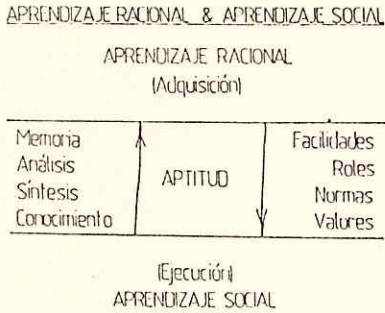 APRENDIZAJE RACIONAL & APRENDIZAJE SOCIAL
APRENDIZAJE RACIONAL
(Adquisición)
Memoria
Análisis
Síntesis
Conocimiento
APTITUD
Facilidades
Roles
Normas
Valores
(Ejecución)
APRENDIZAJE SOCIAL